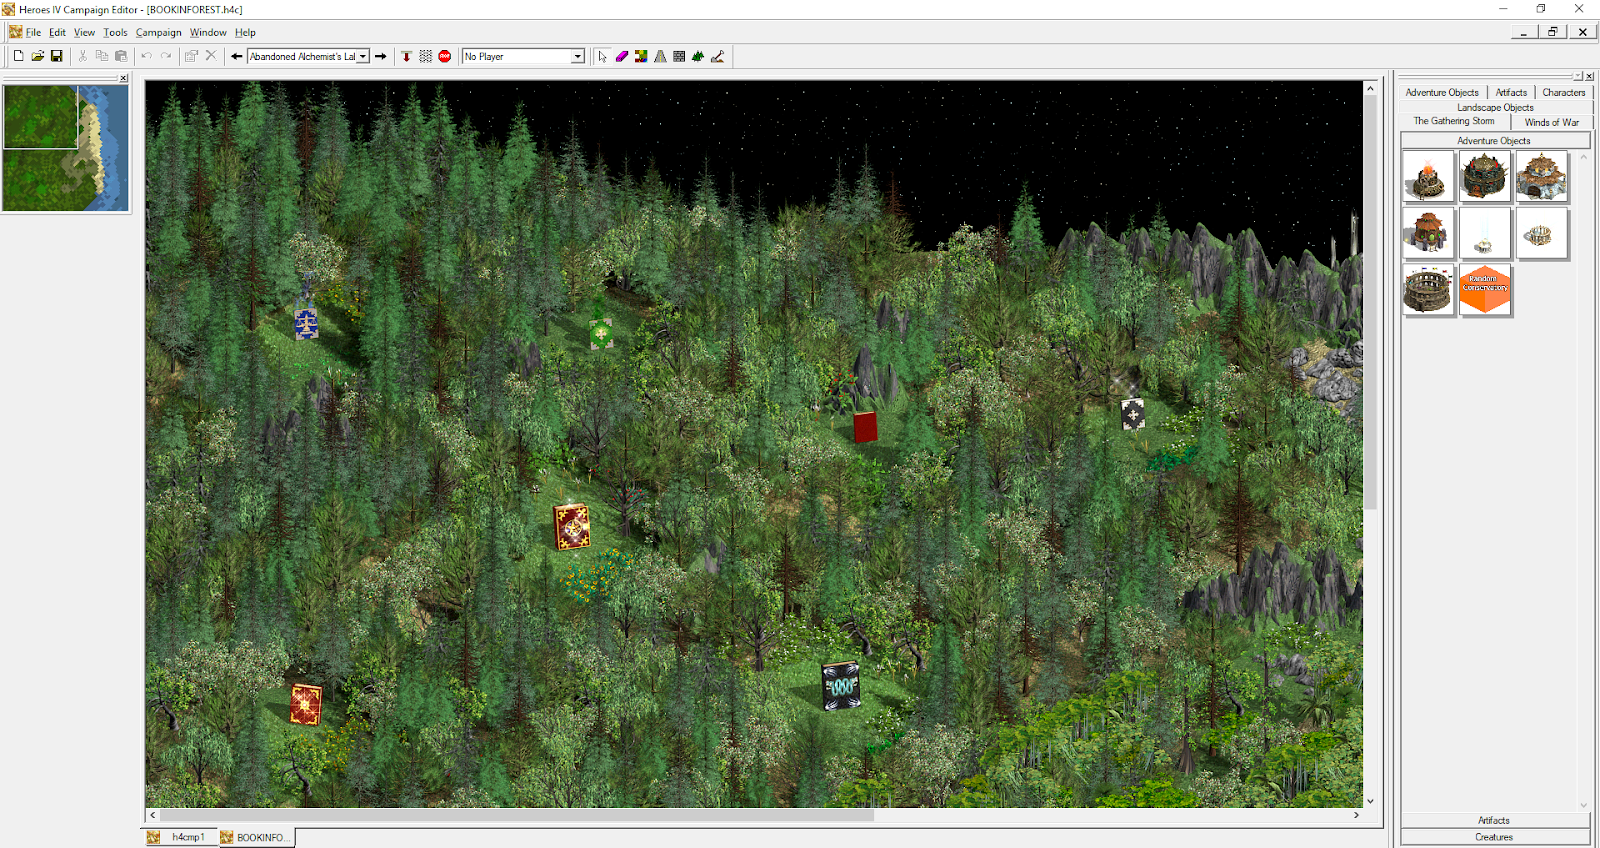 Heroes IV Campaign Editor - [BOOKINFOREST.h4c]
File Edit View Tools Campaign Window Help
Abandoned Alchemist's Lal
No Player
Adventure Objects Artifacts Characters
Landscape Objects
The Gathering Storm Winds of War
Adventure Objects
Random
Conservatory
Artifacts
Creatures
h4cmp1 BOOKINFO...